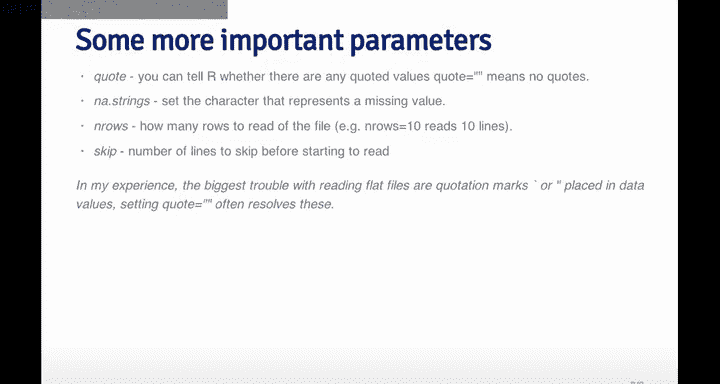 Some more important parameters
· quote - you can tell R whether there are any quoted values quote="" means no quotes.
· na.strings - set the character that represents a missing value.
· nrows - how many rows to read of the file (e.g. nrows=10 reads 10 lines).
· skip - number of lines to skip before starting to read
In my experience, the biggest trouble with reading flat files are quotation marks ` or " placed in data
values, setting quote="" often resolves these.